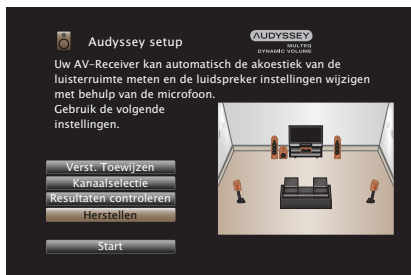 Audyssey setup
AUDYSSEY
MULTEQ
DYNAMIC VOLUME
Uw AV-Receiver kan automatisch de akoestiek van de
luisterruimte meten en de luidspreker instellingen wijzigen
met behulp van de microfoon.
Gebruik de volgende
instellingen.
Verst. Toewijzen
Kanaalselectie
Resultaten controleren
Herstellen
Start